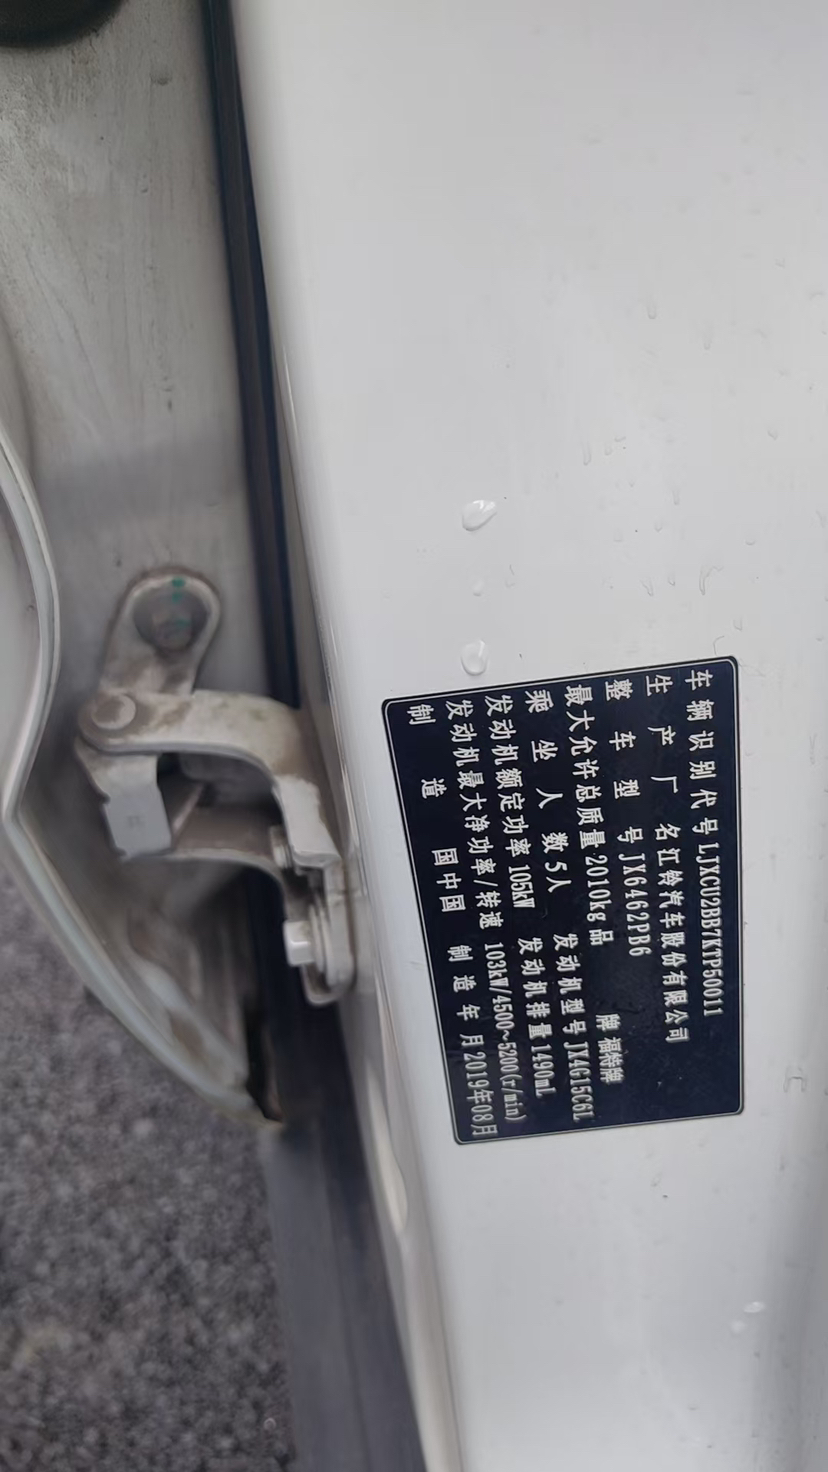 车辆识别代号 LJXCU2BB7KTP50011
生产厂名 江铃汽车股份有限公司
整车型号 JX6462PB6 品牌 福特牌
最大允许总质量 2010kg 发动机型号 JX4G15C6L
乘坐人数 5人 发动机排量 1490mL
发动机额定功率 105kW
发动机最大净功率/转速 103kW/4500~5200(r/min)
制造国 中国 制造年月 2019年08月